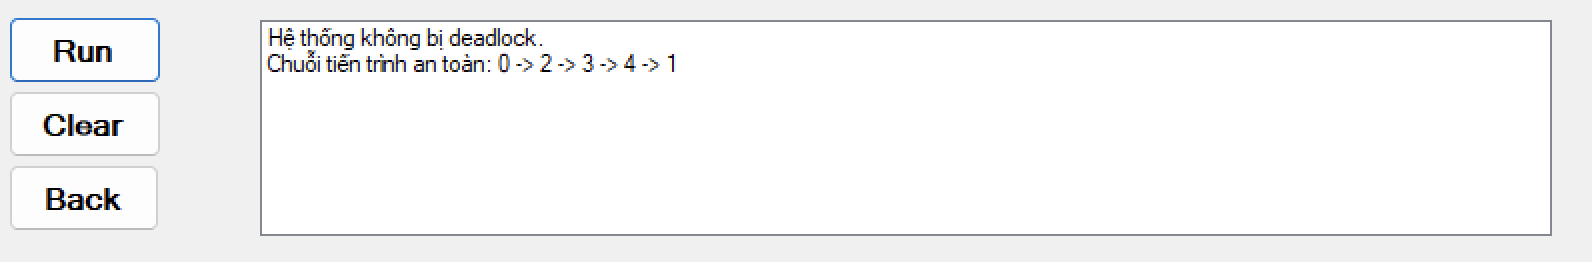 Run
Clear
Back
Hệ thống không bị deadlock.
Chuỗi tiến trình an toàn: 0 -> 2 -> 3 -> 4 -> 1